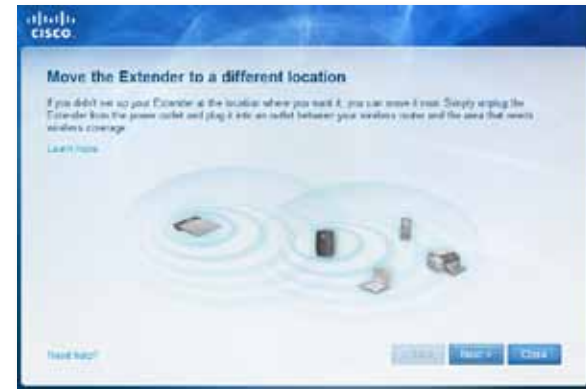 CISCO
Move the Extender to a different location
If you didn't set up your Extender at the location where you want it, you can move it now. Simply unplug the
Extender from the power outlet and plug it into an outlet between your wireless router and the area that needs
wireless coverage.
Learn more
Need help?
Next >
Close